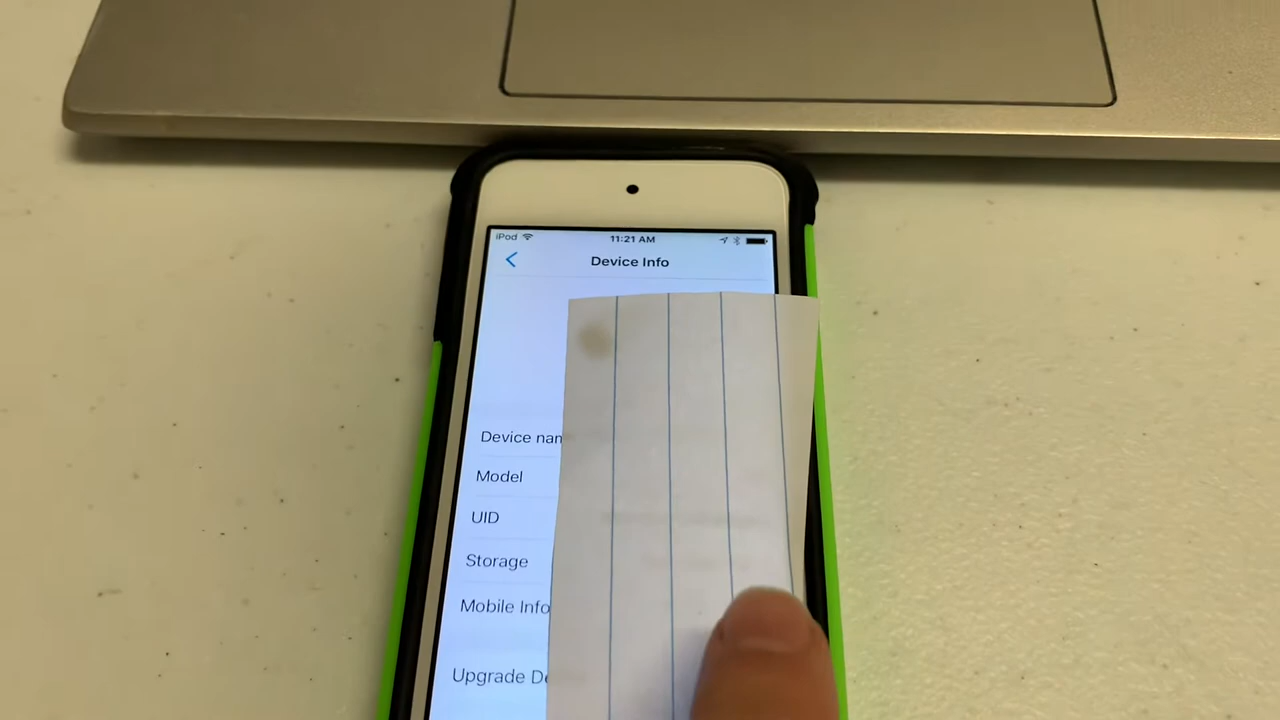 iPod 11:21 AM
Device Info
Device nam
Model
UID
Storage
Mobile Info
Upgrade De